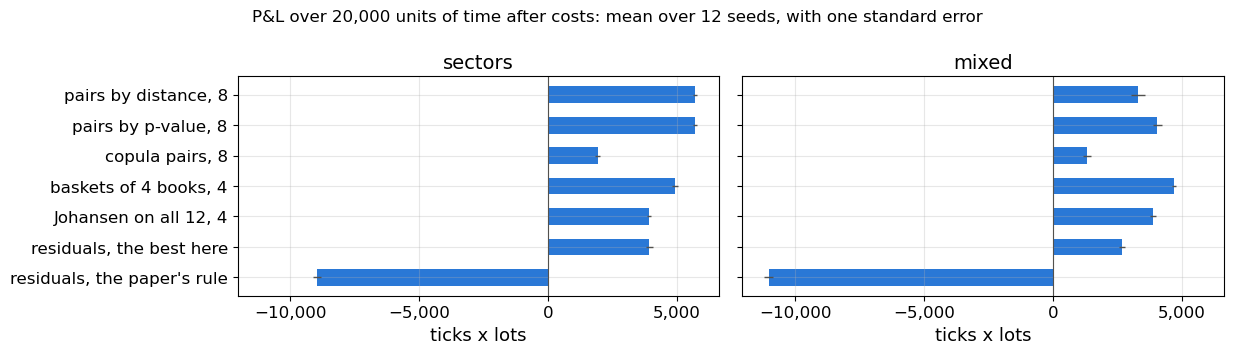 P&L over 20,000 units of time after costs: mean over 12 seeds, with one standard error
sectors
mixed
pairs by distance, 8
pairs by p-value, 8
copula pairs, 8
baskets of 4 books, 4
Johansen on all 12, 4
residuals, the best here
residuals, the paper's rule
−10,000 −5,000 0 5,000
−10,000 −5,000 0 5,000
ticks x lots
ticks x lots